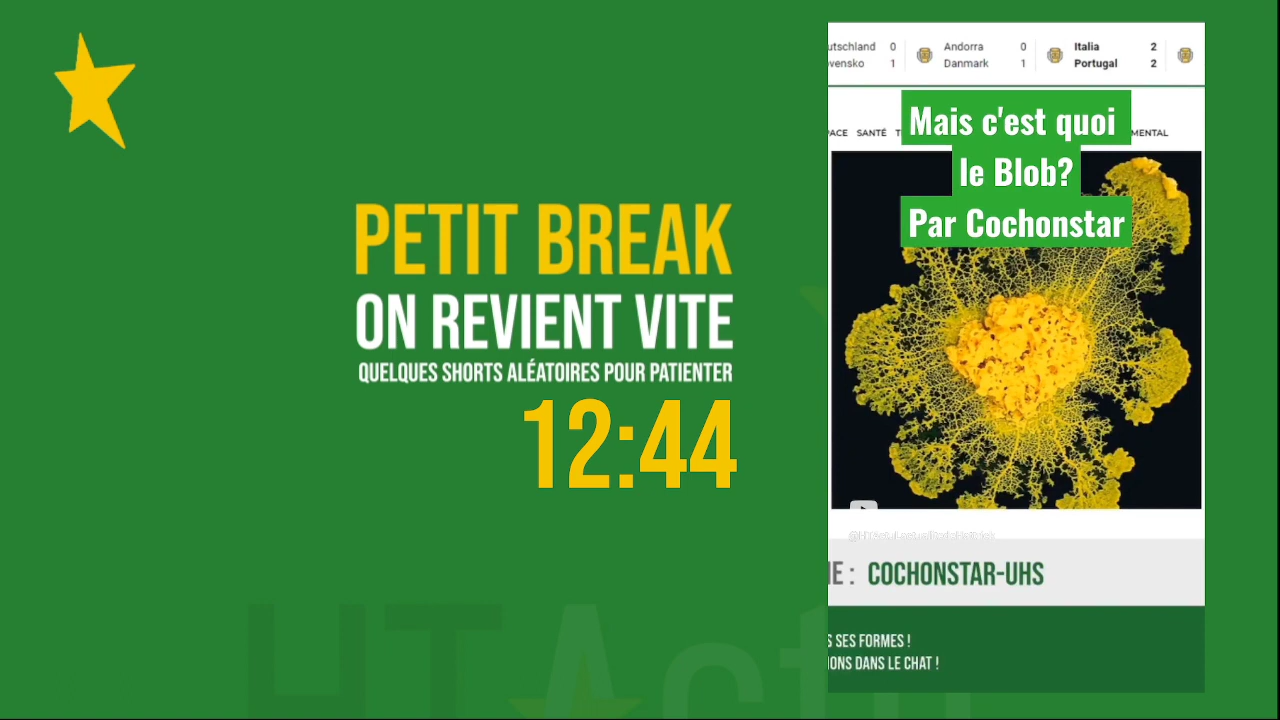 PETIT BREAK
ON REVIENT VITE
QUELQUES SHORTS ALÉATOIRES POUR PATIENTER
12:44
utschland 0
ovensko 1
Andorra 0
Danmark 1
Italia 2
Portugal 2
PACE SANTÉ T MENTAL
Mais c'est quoi
le Blob?
Par Cochonstar
E : COCHONSTAR-UHS
S SES FORMES !
IONS DANS LE CHAT !
HTActu